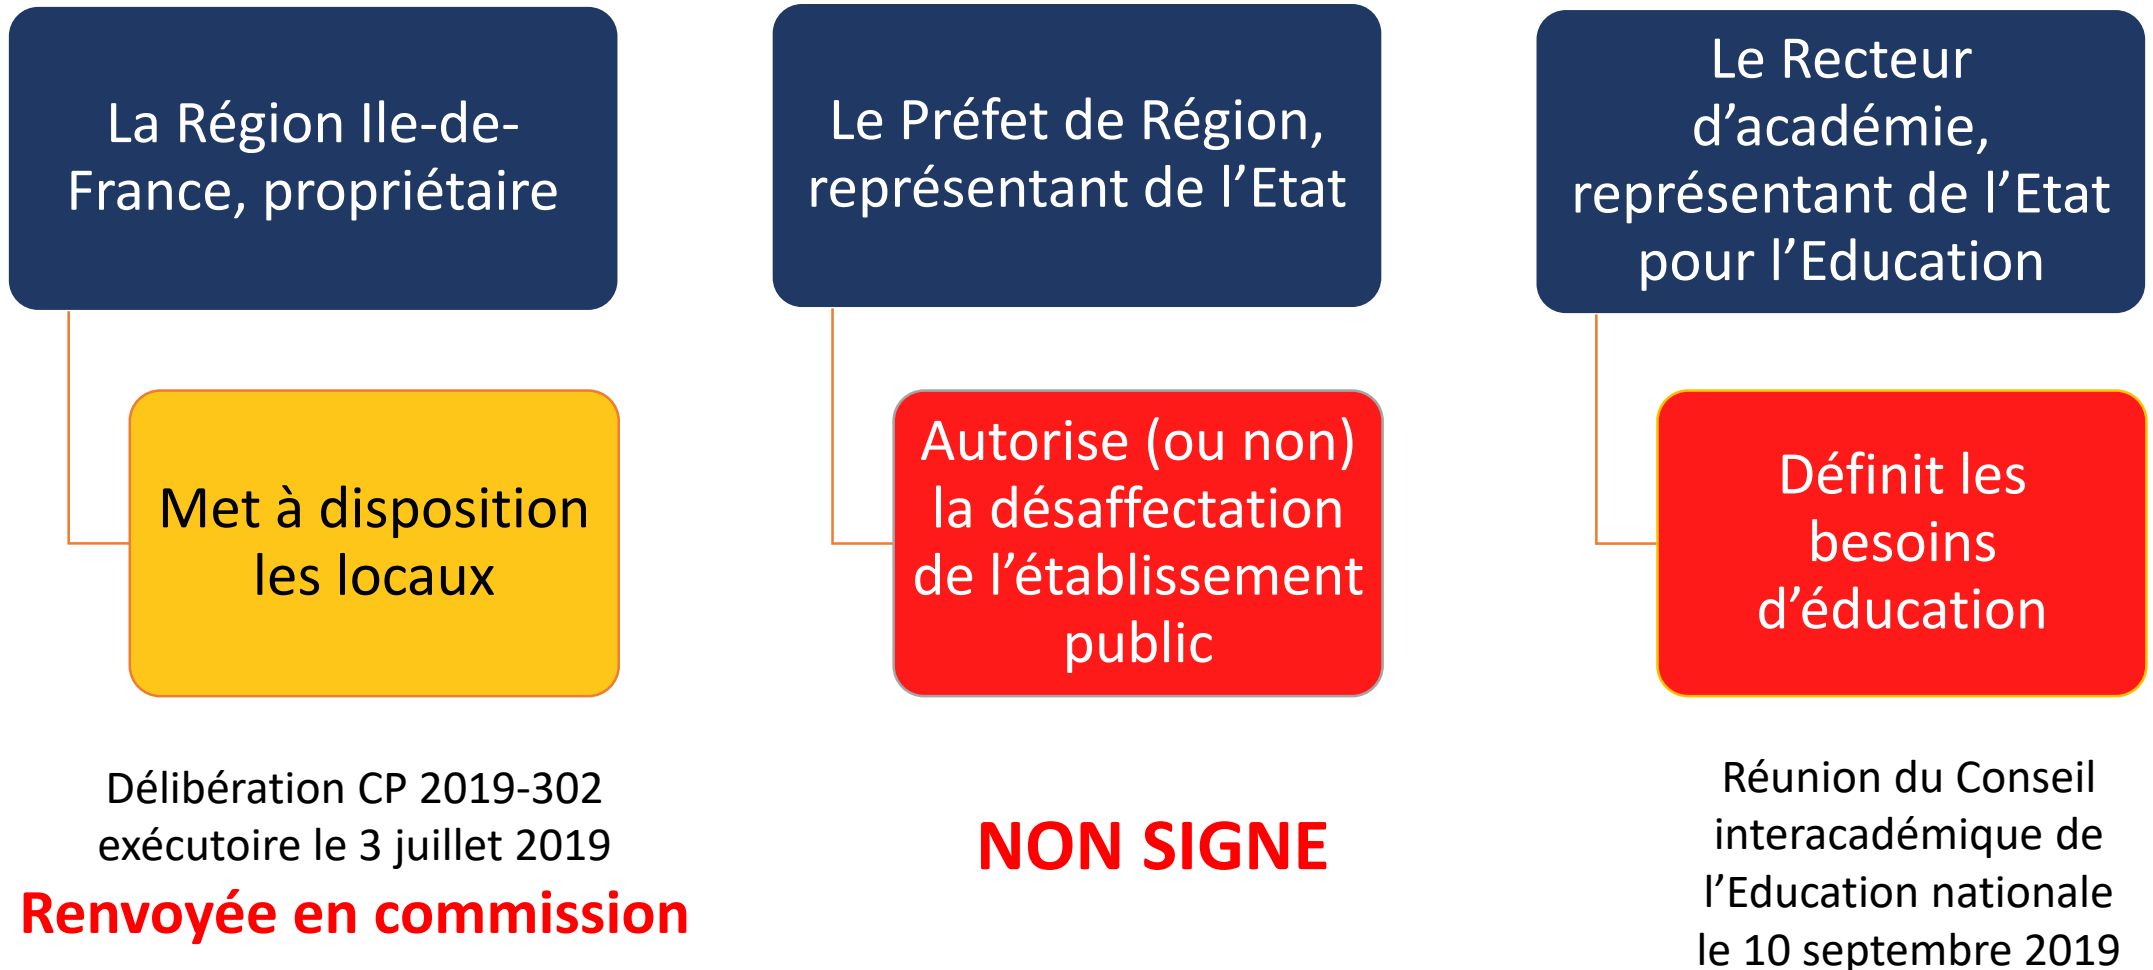 La Région Ile-de-
France, propriétaire
Met à disposition
les locaux
Délibération CP 2019-302
exécutoire le 3 juillet 2019
Renvoyée en commission
Le Préfet de Région,
représentant de l’Etat
Autorise (ou non)
la désaffectation
de l’établissement
public
NON SIGNE
Le Recteur
d’académie,
représentant de l’Etat
pour l’Education
Définit les
besoins
d’éducation
Réunion du Conseil
interacadémique de
l’Education nationale
le 10 septembre 2019